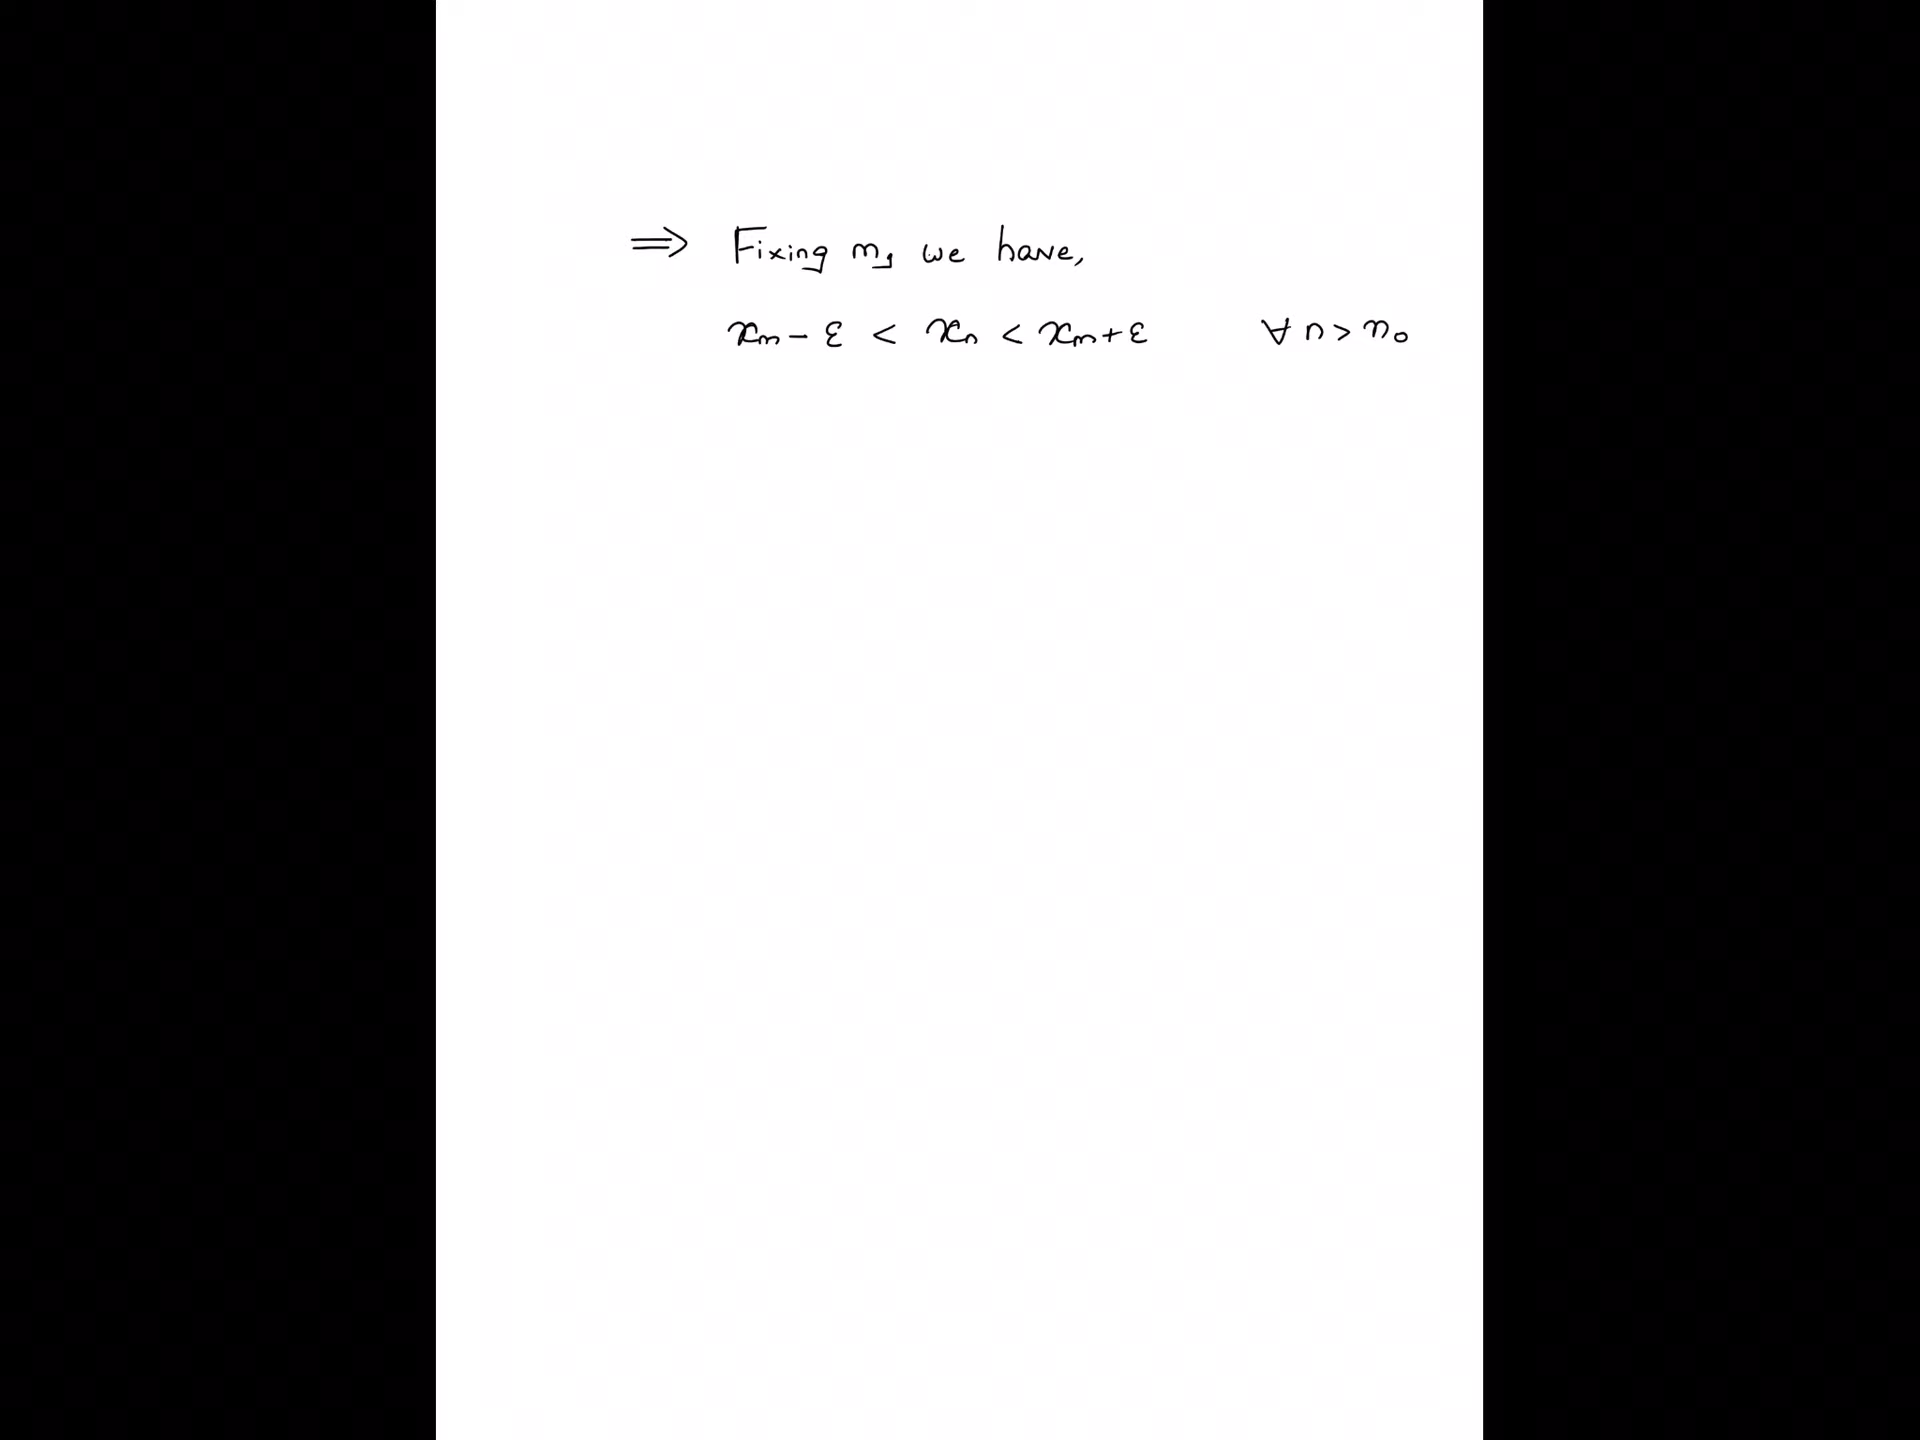 ⟹ Fixing m, we have,
xₘ - ε < xₙ < xₘ + ε ∀ n > n₀